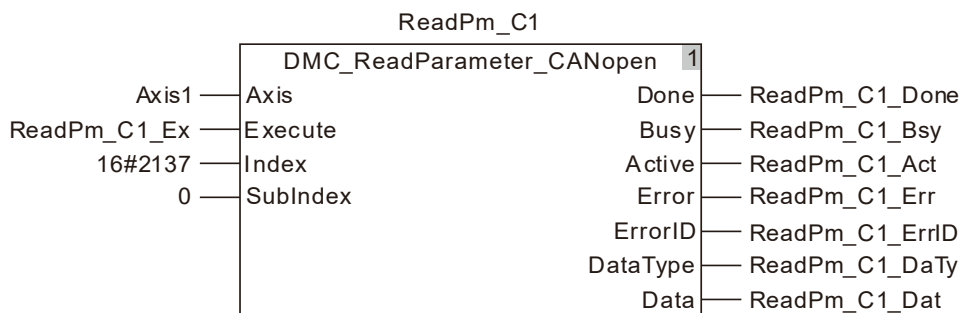 ReadPm_C1
DMC_ReadParameter_CANopen 1
Axis1 Axis Done ReadPm_C1_Done
ReadPm_C1_Ex Execute Busy ReadPm_C1_Bsy
16#2137 Index Active ReadPm_C1_Act
0 SubIndex Error ReadPm_C1_Err
ErrorID ReadPm_C1_ErrID
DataType ReadPm_C1_DaTy
Data ReadPm_C1_Dat